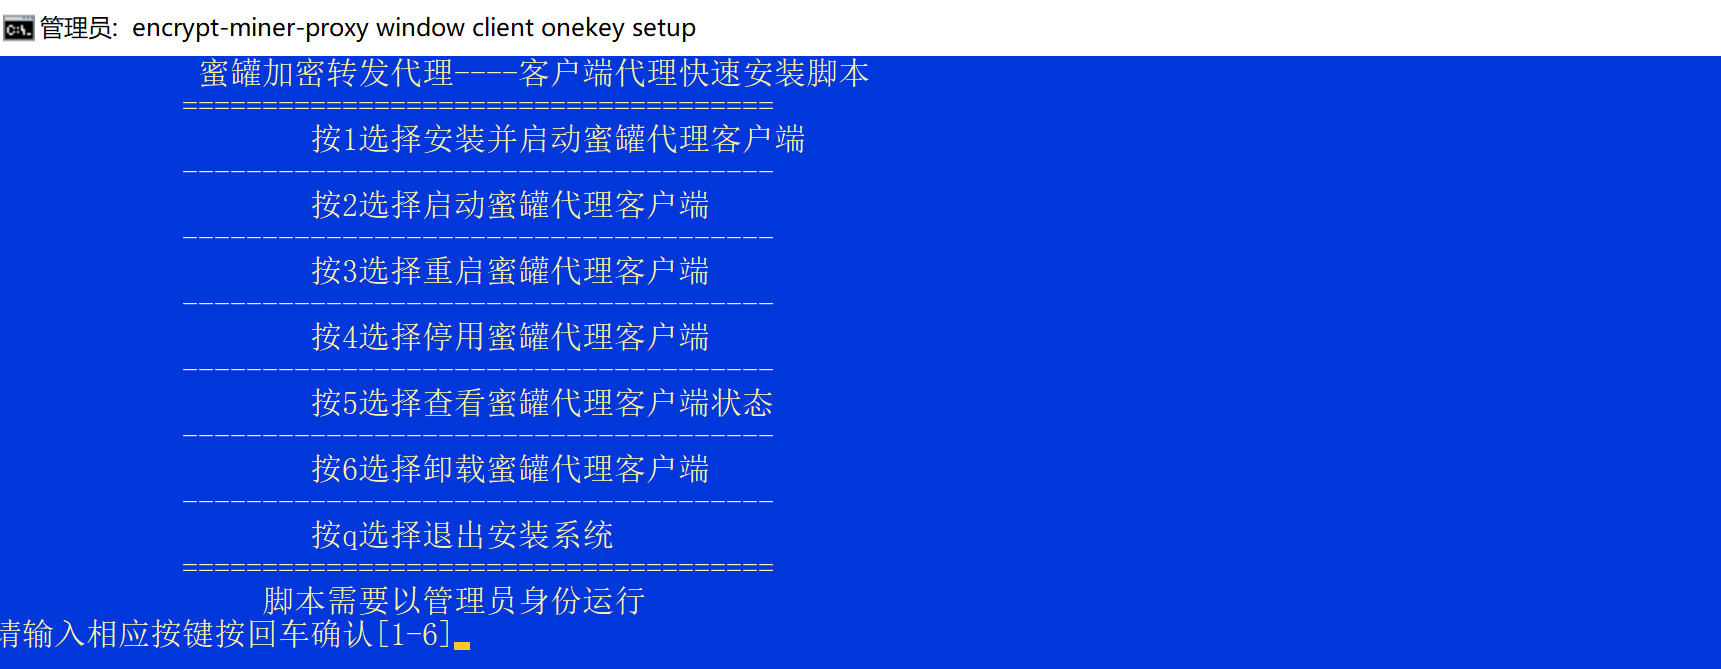 管理员: encrypt-miner-proxy window client onekey setup
蜜罐加密转发代理----客户端代理快速安装脚本
=====================================
按1选择安装并启动蜜罐代理客户端
-------------------------------------
按2选择启动蜜罐代理客户端
-------------------------------------
按3选择重启蜜罐代理客户端
-------------------------------------
按4选择停用蜜罐代理客户端
-------------------------------------
按5选择查看蜜罐代理客户端状态
-------------------------------------
按6选择卸载蜜罐代理客户端
-------------------------------------
按q选择退出安装系统
=====================================
脚本需要以管理员身份运行
请输入相应按键按回车确认[1-6]